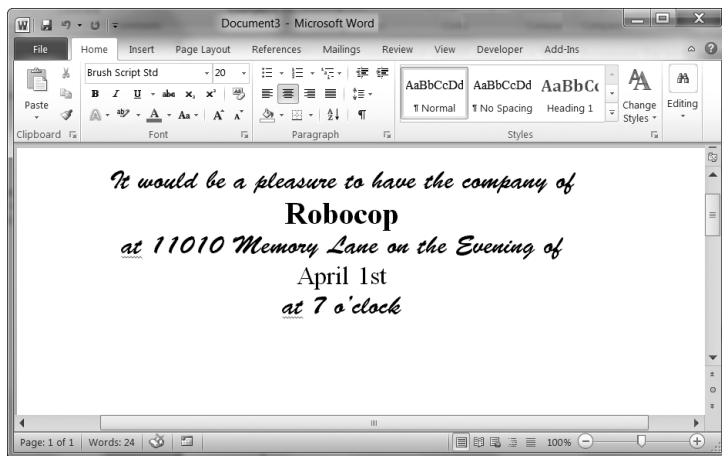 Document3 - Microsoft Word
File Home Insert Page Layout References Mailings Review View Developer Add-Ins
Brush Script Std 20
AaBbCcDd AaBbCcDd AaBbCc
Paste B I U abc x₂ x² ¶ Normal ¶ No Spacing Heading 1 Change Styles Editing
A ab A Aa A A
Clipboard Font Paragraph Styles
It would be a pleasure to have the company of
Robocop
at 11010 Memory Lane on the Evening of
April 1st
at 7 o'clock
Page: 1 of 1 Words: 24 100%